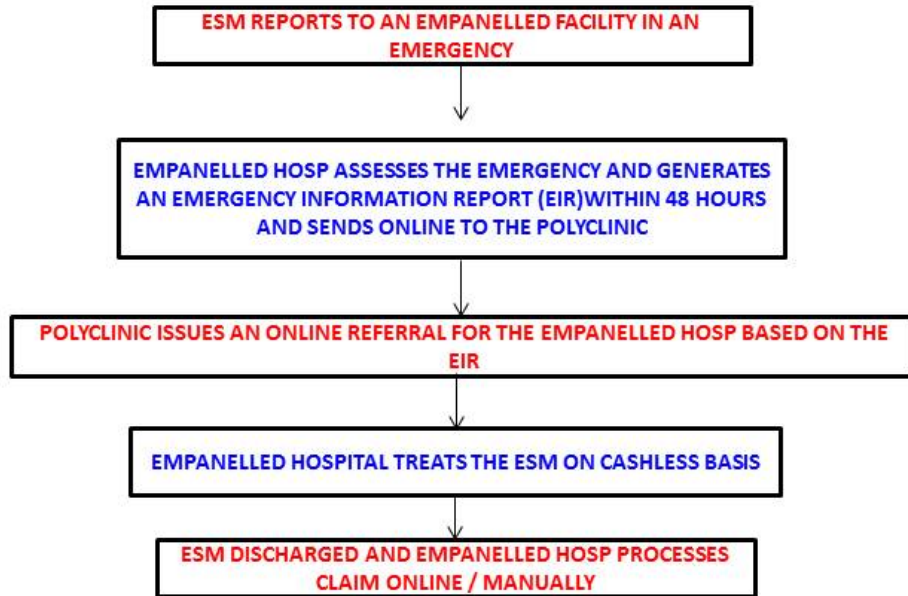 ESM REPORTS TO AN EMPANELLED FACILITY IN AN
EMERGENCY
EMPANELLED HOSP ASSESSES THE EMERGENCY AND GENERATES
AN EMERGENCY INFORMATION REPORT (EIR)WITHIN 48 HOURS
AND SENDS ONLINE TO THE POLYCLINIC
POLYCLINIC ISSUES AN ONLINE REFERRAL FOR THE EMPANELLED HOSP BASED ON THE
EIR
EMPANELLED HOSPITAL TREATS THE ESM ON CASHLESS BASIS
ESM DISCHARGED AND EMPANELLED HOSP PROCESSES
CLAIM ONLINE / MANUALLY